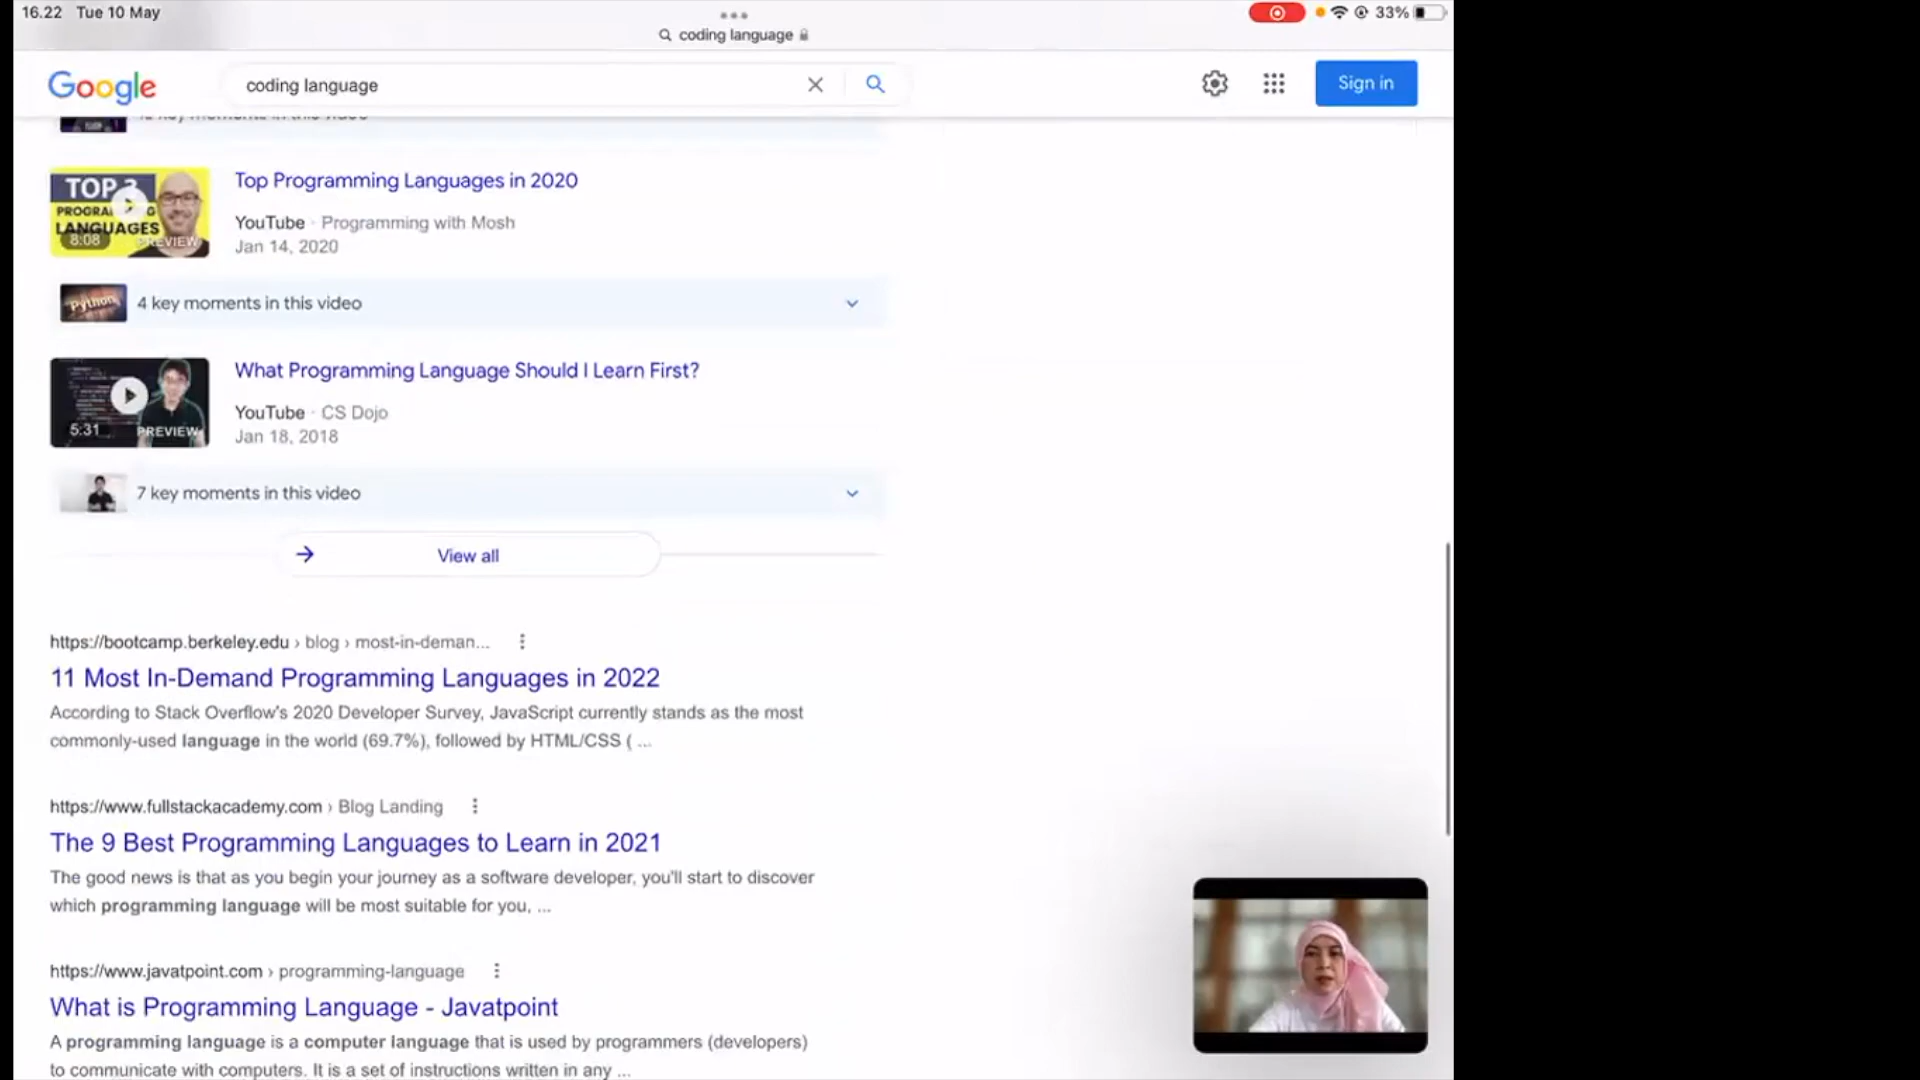 16.22 Tue 10 May
33%
coding language
Google
coding language
Sign in
key moments in this video
TOP
PROGRA
LANGUAGES
8:08
PREVIEW
Top Programming Languages in 2020
YouTube · Programming with Mosh
Jan 14, 2020
Python
4 key moments in this video
5:31
PREVIEW
What Programming Language Should I Learn First?
YouTube · CS Dojo
Jan 18, 2018
7 key moments in this video
View all
https://bootcamp.berkeley.edu › blog › most-in-deman...
11 Most In-Demand Programming Languages in 2022
According to Stack Overflow's 2020 Developer Survey, JavaScript currently stands as the most
commonly-used language in the world (69.7%), followed by HTML/CSS ( ...
https://www.fullstackacademy.com › Blog Landing
The 9 Best Programming Languages to Learn in 2021
The good news is that as you begin your journey as a software developer, you'll start to discover
which programming language will be most suitable for you, ...
https://www.javatpoint.com › programming-language
What is Programming Language - Javatpoint
A programming language is a computer language that is used by programmers (developers)
to communicate with computers. It is a set of instructions written in any ...